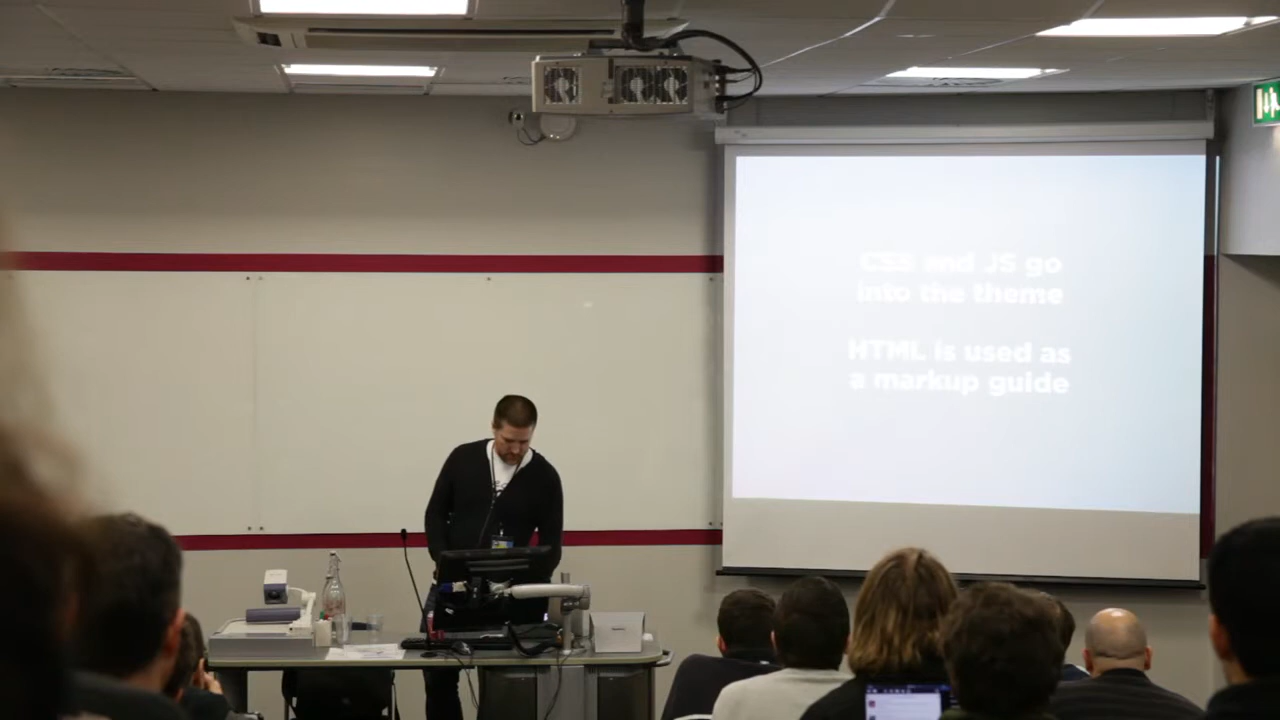 CSS and JS go
into the theme
HTML is used as
a markup guide